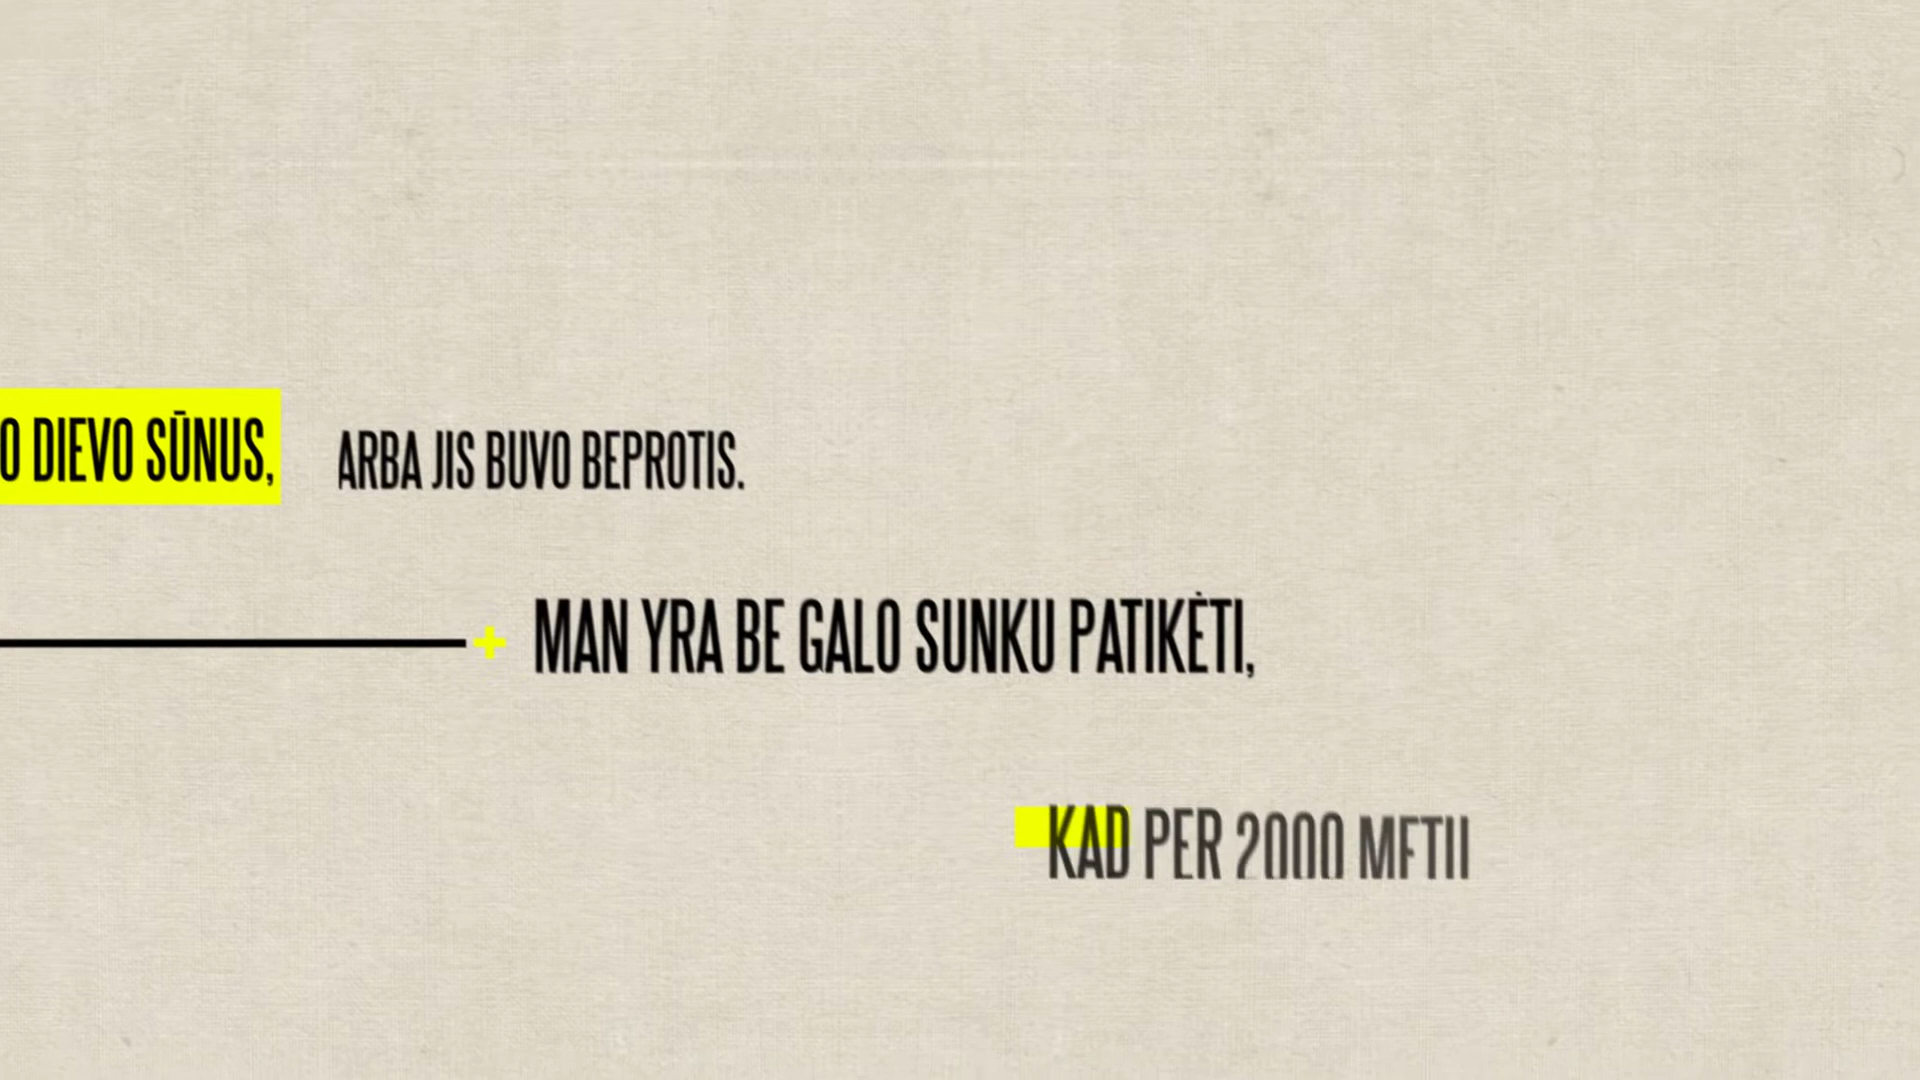 O DIEVO SŪNUS, ARBA JIS BUVO BEPROTIS.
MAN YRA BE GALO SUNKU PATIKĖTI,
KAD PER 2000